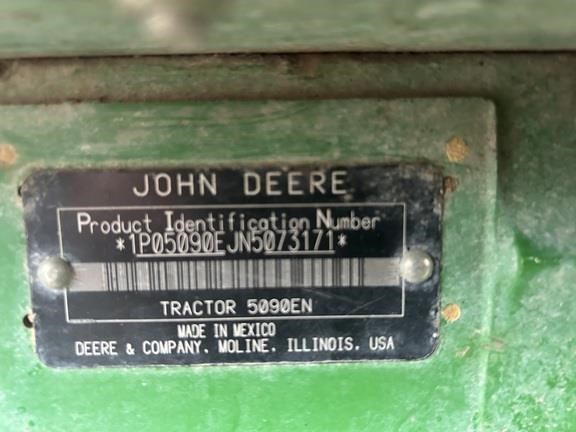 JOHN DEERE
Product Identification Number
*1P05090EJN5073171*
TRACTOR 5090EN
MADE IN MEXICO
DEERE & COMPANY. MOLINE. ILLINOIS. USA